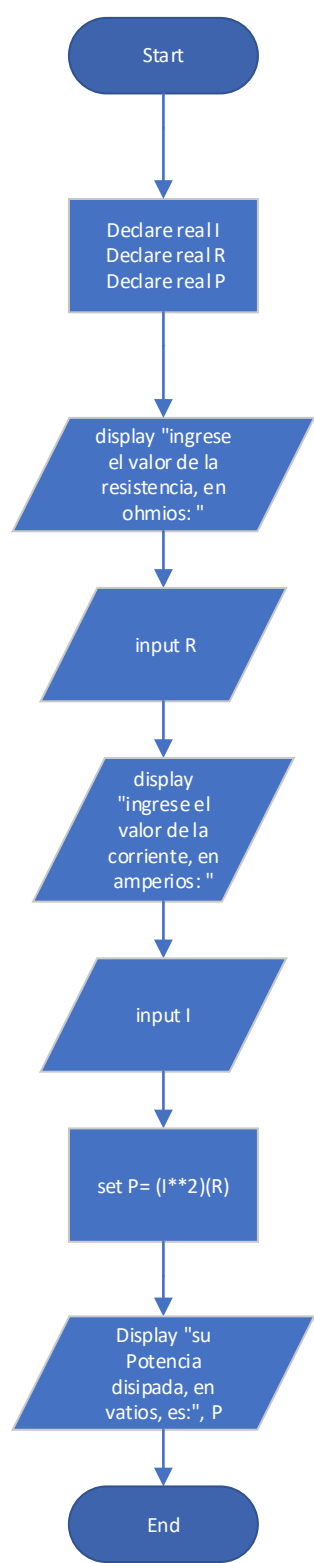 Start
Declare real I
Declare real R
Declare real P
display "ingrese
el valor de la
resistencia, en
ohmios: "
input R
display
"ingrese el
valor de la
corriente, en
amperios: "
input I
set P= (I**2)(R)
Display "su
Potencia
disipada, en
vatios, es:", P
End